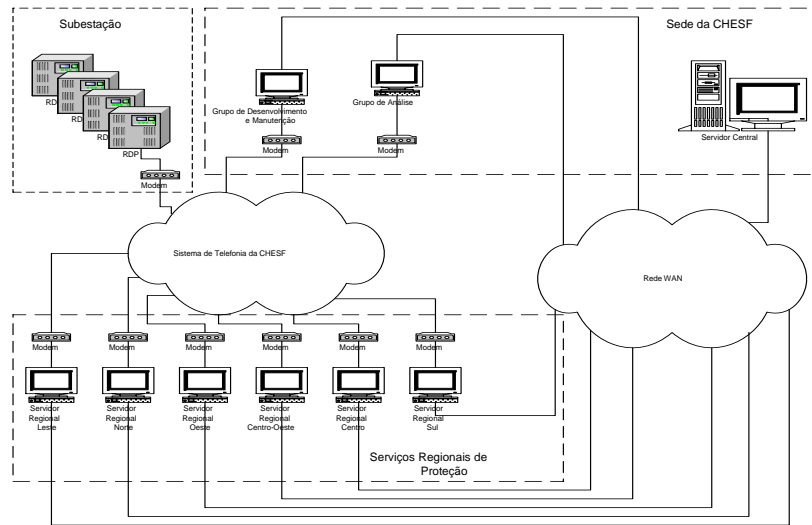 Subestação
Sede da CHESF
RD
RD
RD
RDP
Modem
Grupo de Desenvolvimento
e Manutenção
Modem
Grupo de Análise
Modem
Servidor Central
Sistema de Telefonia da CHESF
Rede WAN
Modem
Modem
Modem
Modem
Modem
Modem
Servidor
Regional
Leste
Servidor
Regional
Norte
Servidor
Regional
Oeste
Servidor
Regional
Centro-Oeste
Servidor
Regional
Centro
Servidor
Regional
Sul
Serviços Regionais de
Proteção